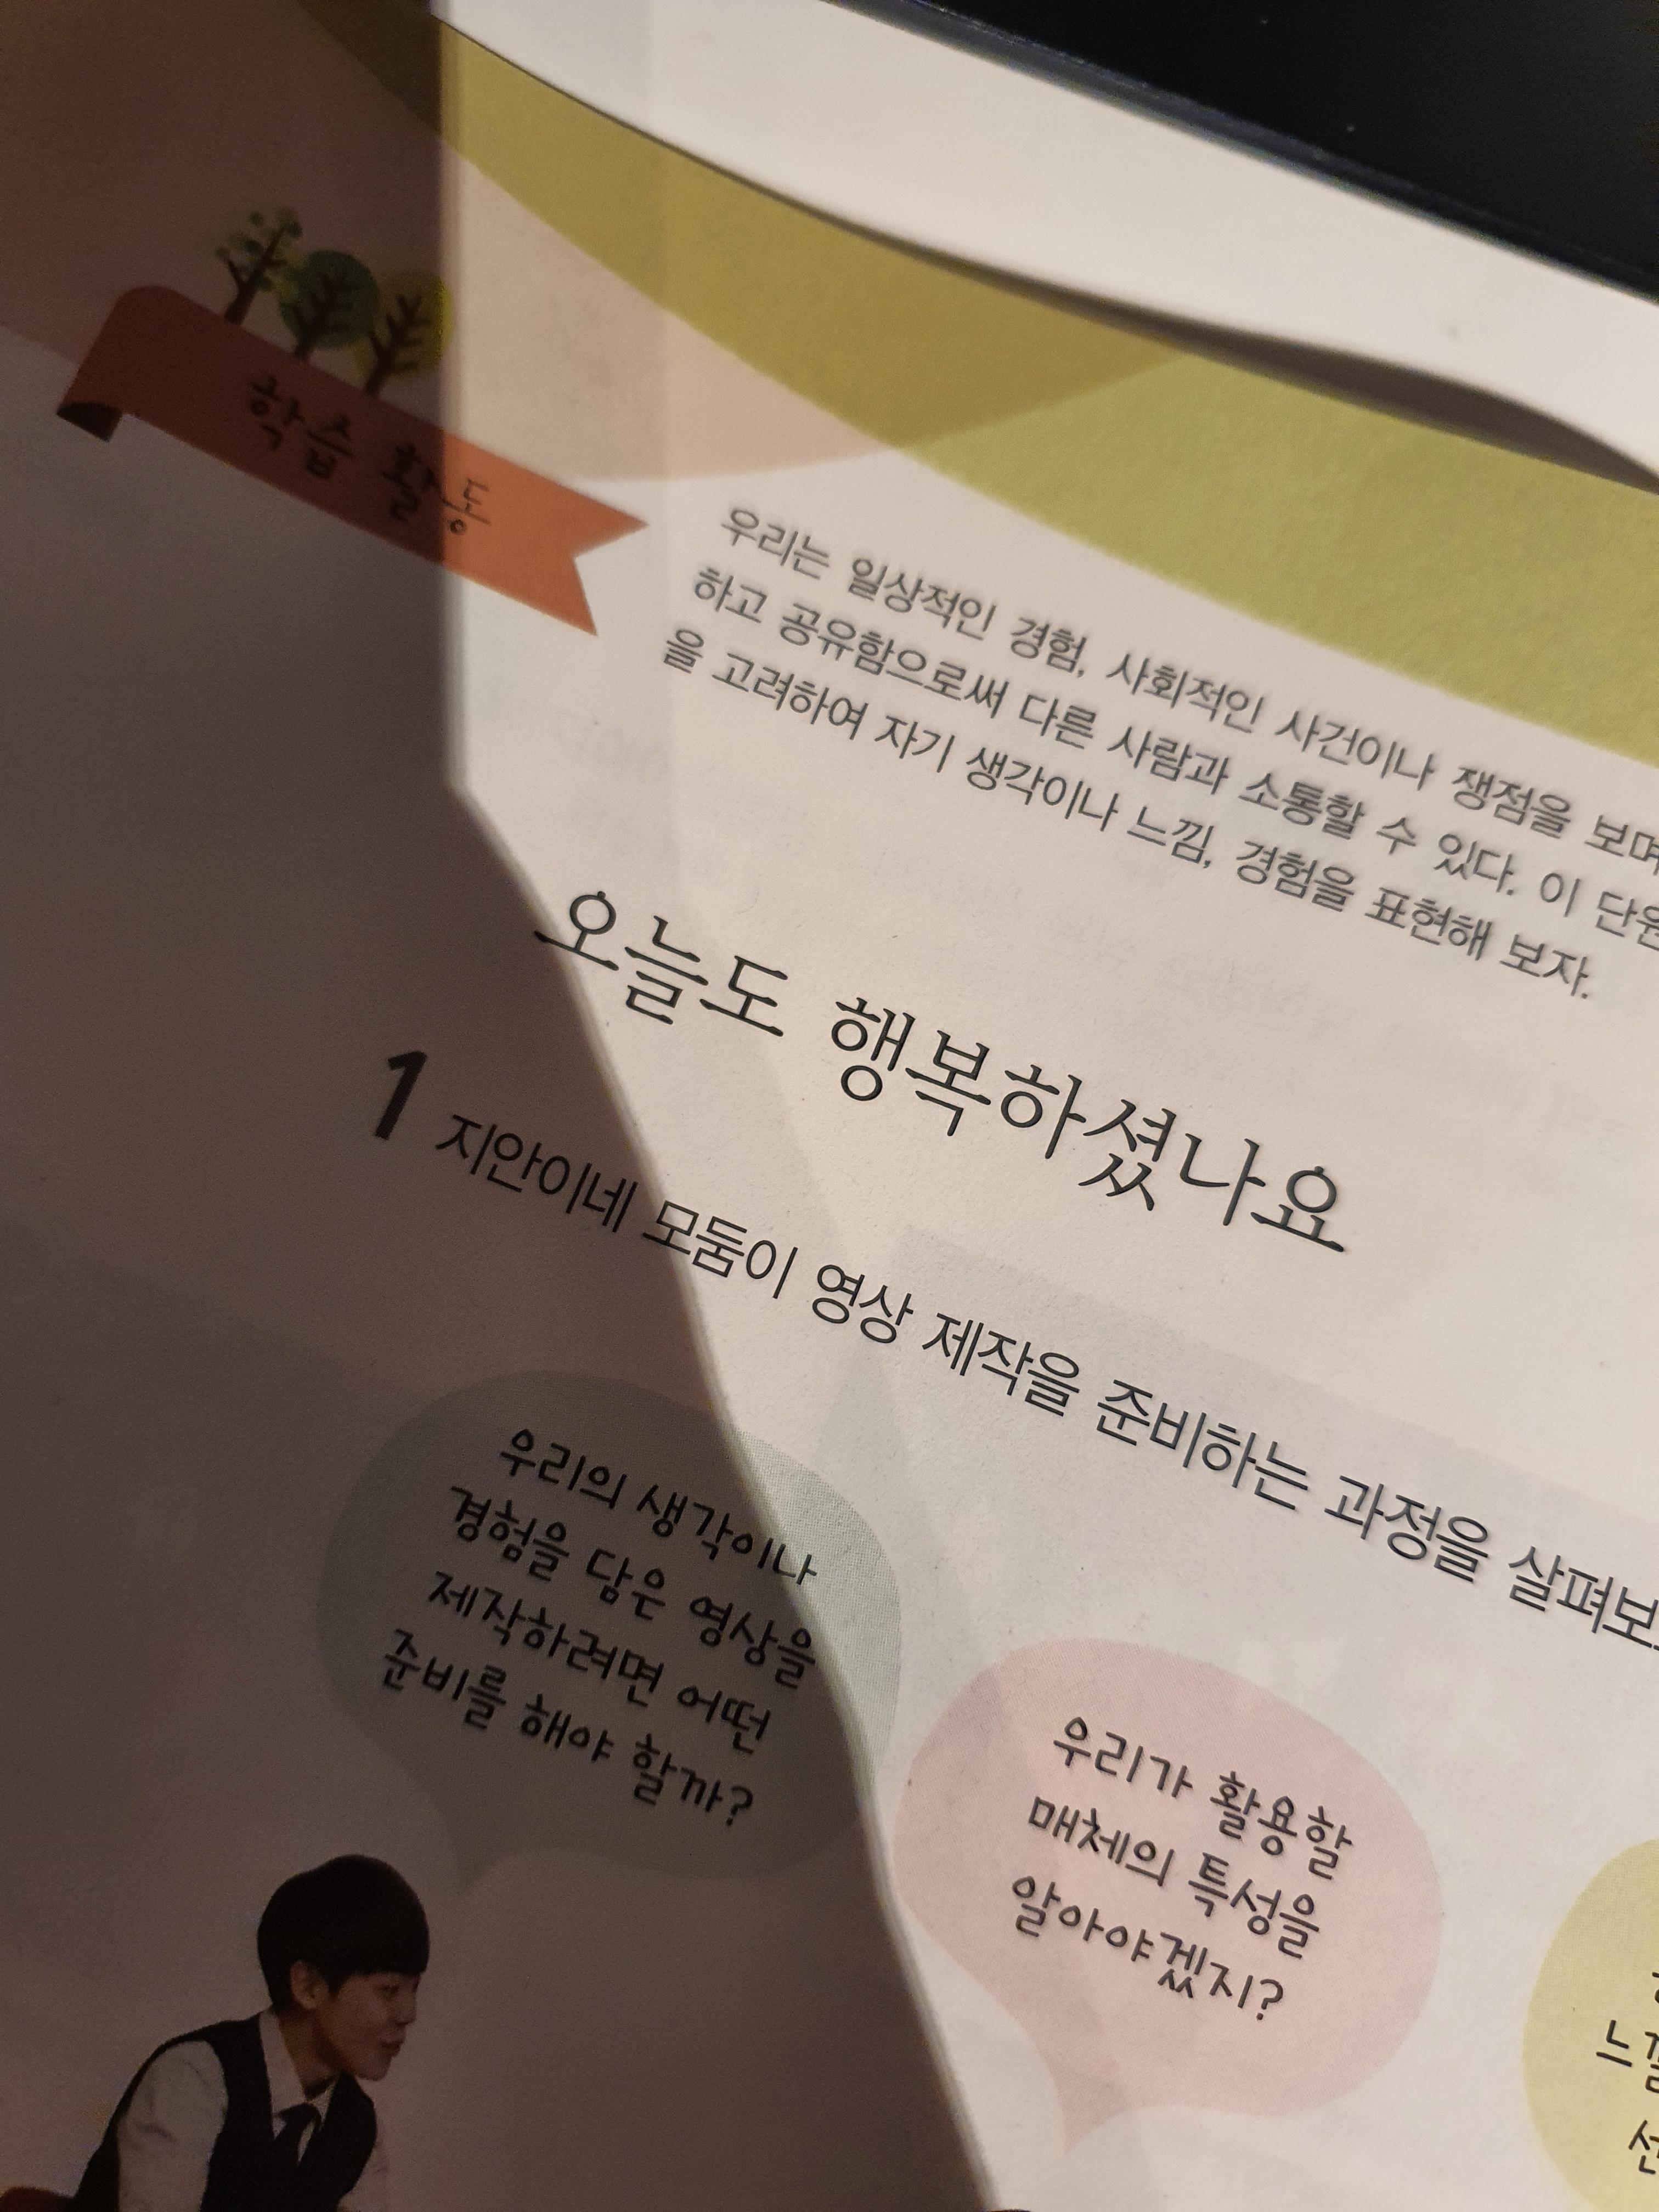 학습 활동
우리는 일상적인 경험, 사회적인 사건이나 쟁점을 보며
하고 공유함으로써 다른 사람과 소통할 수 있다. 이 단원
을 고려하여 자기 생각이나 느낌, 경험을 표현해 보자.
오늘도 행복하셨나요
1 지안이네 모둠이 영상 제작을 준비하는 과정을 살펴보
우리의 생각이나
경험을 담은 영상을
제작하려면 어떤
준비를 해야 할까?
우리가 활용할
매체의 특성을
알아야겠지?